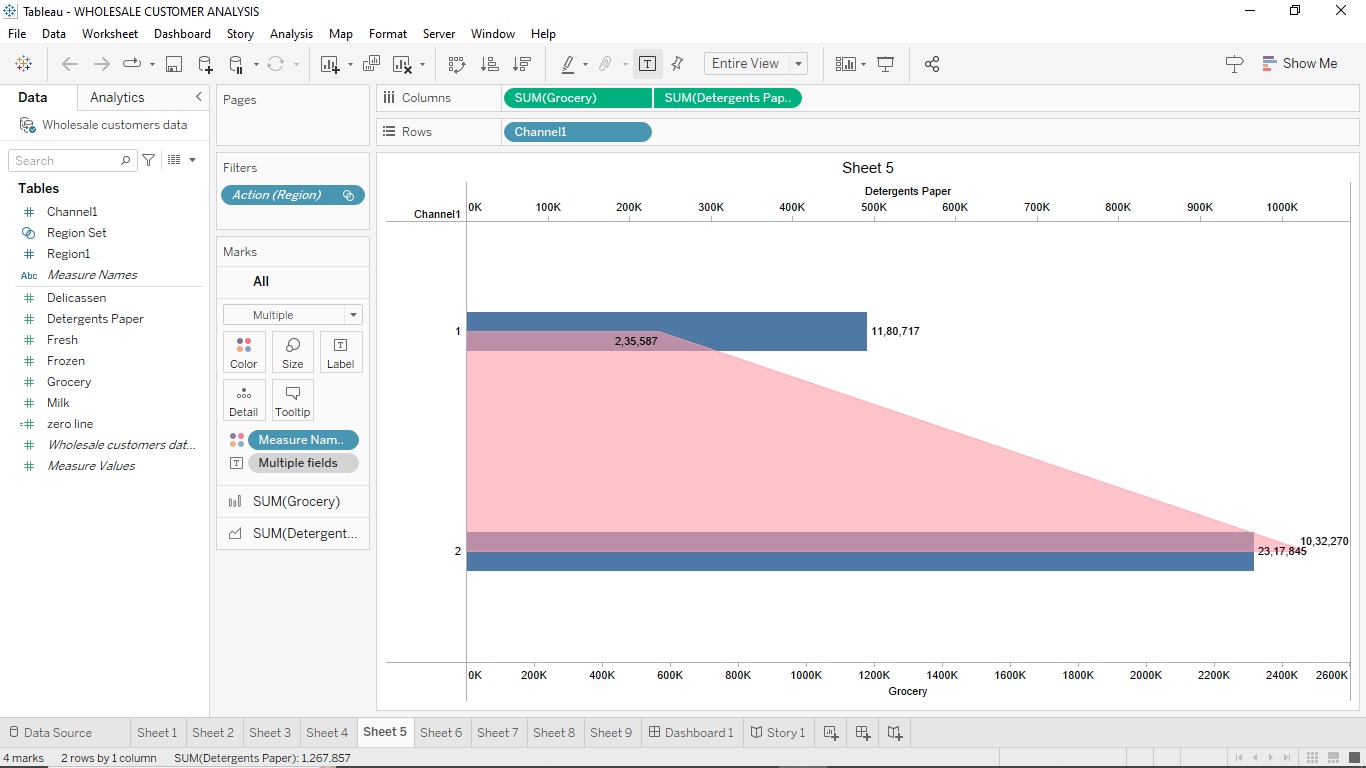 Tableau - WHOLESALE CUSTOMER ANALYSIS
File Data Worksheet Dashboard Story Analysis Map Format Server Window Help
Entire View
Show Me
Data Analytics
Wholesale customers data
Search
Tables
Channel1
Region Set
Region1
Abc Measure Names
Delicassen
Detergents Paper
Fresh
Frozen
Grocery
Milk
zero line
Wholesale customers dat...
Measure Values
Pages
Filters
Action (Region)
Marks
All
Multiple
Color Size Label
Detail Tooltip
Measure Nam..
Multiple fields
SUM(Grocery)
SUM(Detergent...
Columns SUM(Grocery) SUM(Detergents Pap..
Rows Channel1
Sheet 5
Detergents Paper
Channel1 0K 100K 200K 300K 400K 500K 600K 700K 800K 900K 1000K
1 11,80,717
2,35,587
10,32,270
2 23,17,845
0K 200K 400K 600K 800K 1000K 1200K 1400K 1600K 1800K 2000K 2200K 2400K 2600K
Grocery
Data Source Sheet 1 Sheet 2 Sheet 3 Sheet 4 Sheet 5 Sheet 6 Sheet 7 Sheet 8 Sheet 9 Dashboard 1 Story 1
4 marks 2 rows by 1 column SUM(Detergents Paper): 1,267,857